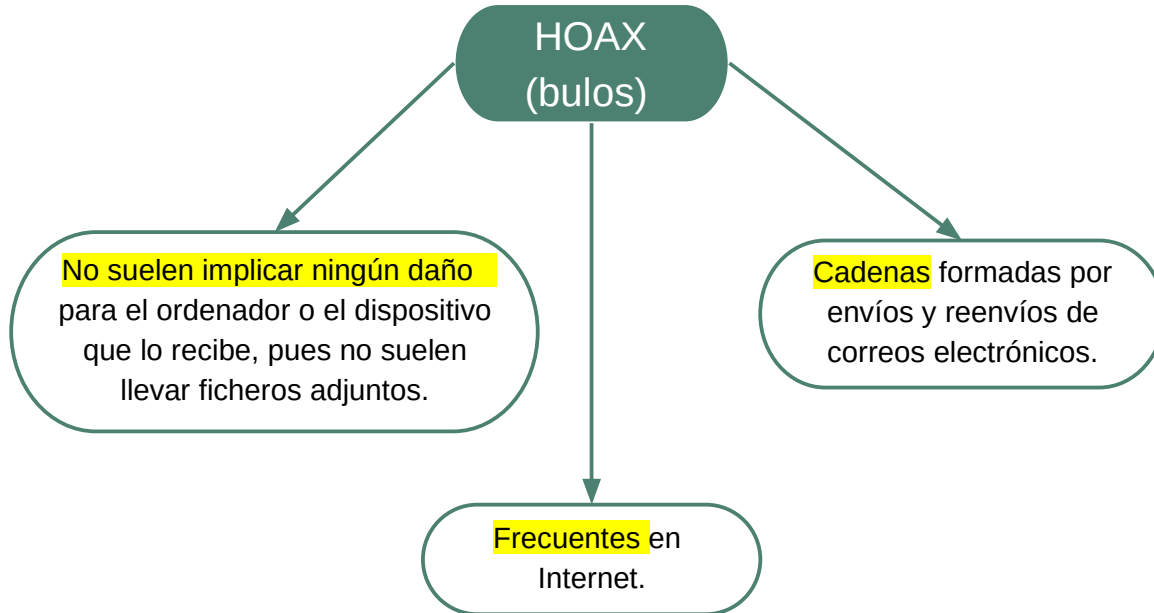 HOAX
(bulos)
No suelen implicar ningún daño
para el ordenador o el dispositivo
que lo recibe, pues no suelen
llevar ficheros adjuntos.
Cadenas formadas por
envíos y reenvíos de
correos electrónicos.
Frecuentes en
Internet.